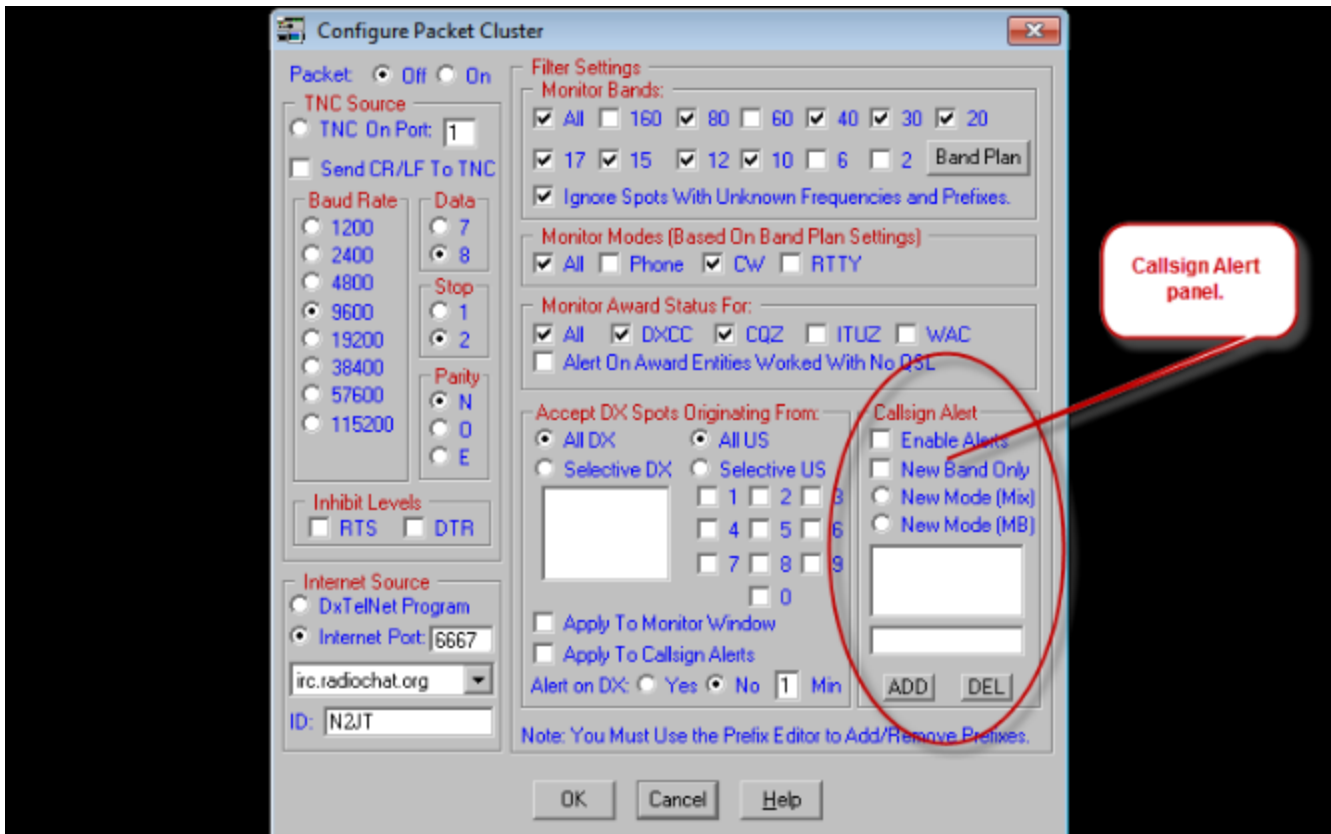 Configure Packet Cluster
Packet: Off On
TNC Source
TNC On Port: 1
Send CR/LF To TNC
Baud Rate
1200
2400
4800
9600
19200
38400
57600
115200
Data
7
8
Stop
1
2
Parity
N
O
E
Inhibit Levels
RTS DTR
Internet Source
DxTelNet Program
Internet Port: 6667
irc.radiochat.org
ID: N2JT
Filter Settings
Monitor Bands:
All 160 80 60 40 30 20
17 15 12 10 6 2 Band Plan
Ignore Spots With Unknown Frequencies and Prefixes.
Monitor Modes (Based On Band Plan Settings)
All Phone CW RTTY
Monitor Award Status For:
All DXCC CQZ ITUZ WAC
Alert On Award Entities Worked With No QSL
Accept DX Spots Originating From:
All DX All US
Selective DX Selective US
1 2 3
4 5 6
7 8 9
0
Apply To Monitor Window
Apply To Callsign Alerts
Alert on DX: Yes No 1 Min
Callsign Alert
Enable Alerts
New Band Only
New Mode (Mix)
New Mode (MB)
ADD DEL
Note: You Must Use the Prefix Editor to Add/Remove Prefixes.
OK Cancel Help
Callsign Alert
panel.